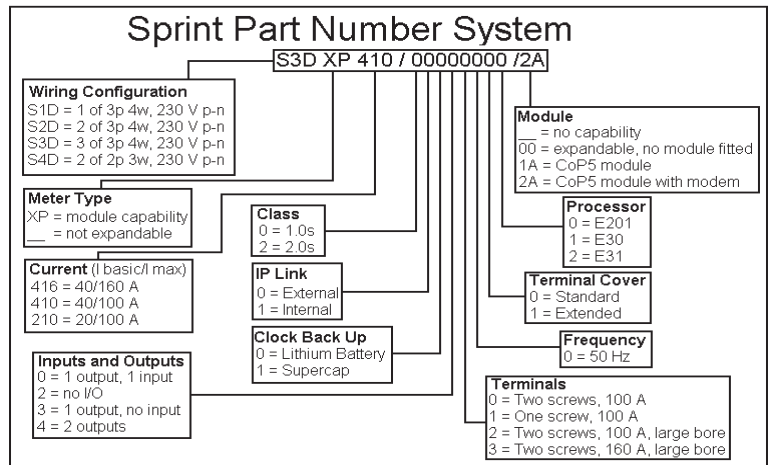 Sprint Part Number System
S3D XP 410 / 00000000 /2A
Wiring Configuration
S1D = 1 of 3p 4w, 230 V p-n
S2D = 2 of 3p 4w, 230 V p-n
S3D = 3 of 3p 4w, 230 V p-n
S4D = 2 of 2p 3w, 230 V p-n
Meter Type
XP = module capability
__ = not expandable
Current (I basic/I max)
416 = 40/160 A
410 = 40/100 A
210 = 20/100 A
Inputs and Outputs
0 = 1 output, 1 input
2 = no I/O
3 = 1 output, no input
4 = 2 outputs
Class
0 = 1.0s
2 = 2.0s
IP Link
0 = External
1 = Internal
Clock Back Up
0 = Lithium Battery
1 = Supercap
Module
__ = no capability
00 = expandable, no module fitted
1A = CoP5 module
2A = CoP5 module with modem
Processor
0 = E201
1 = E30
2 = E31
Terminal Cover
0 = Standard
1 = Extended
Frequency
0 = 50 Hz
Terminals
0 = Two screws, 100 A
1 = One screw, 100 A
2 = Two screws, 100 A, large bore
3 = Two screws, 160 A, large bore